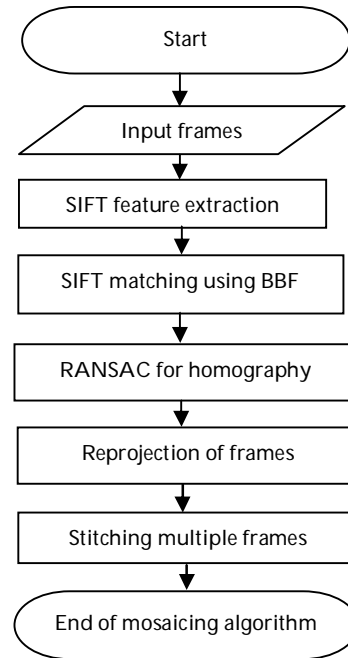 Start
Input frames
SIFT feature extraction
SIFT matching using BBF
RANSAC for homography
Reprojection of frames
Stitching multiple frames
End of mosaicing algorithm